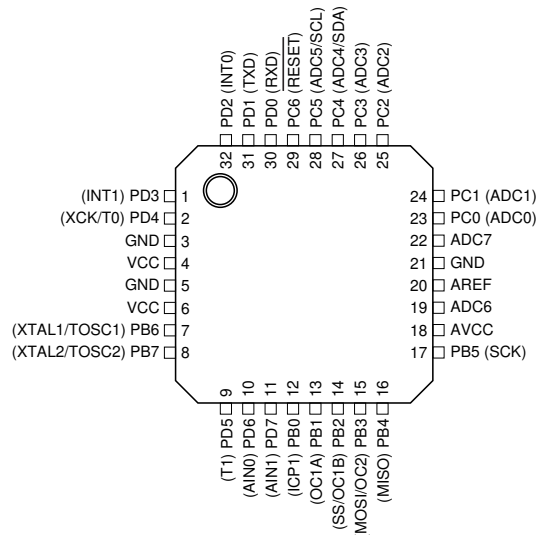 PD2 (INT0)
PD1 (TXD)
PD0 (RXD)
PC6 (RESET)
PC5 (ADC5/SCL)
PC4 (ADC4/SDA)
PC3 (ADC3)
PC2 (ADC2)
32
31
30
29
28
27
26
25
(INT1) PD3 1
(XCK/T0) PD4 2
GND 3
VCC 4
GND 5
VCC 6
(XTAL1/TOSC1) PB6 7
(XTAL2/TOSC2) PB7 8
24 PC1 (ADC1)
23 PC0 (ADC0)
22 ADC7
21 GND
20 AREF
19 ADC6
18 AVCC
17 PB5 (SCK)
9
10
11
12
13
14
15
16
(T1) PD5
(AIN0) PD6
(AIN1) PD7
(ICP1) PB0
(OC1A) PB1
(SS/OC1B) PB2
MOSI/OC2) PB3
(MISO) PB4